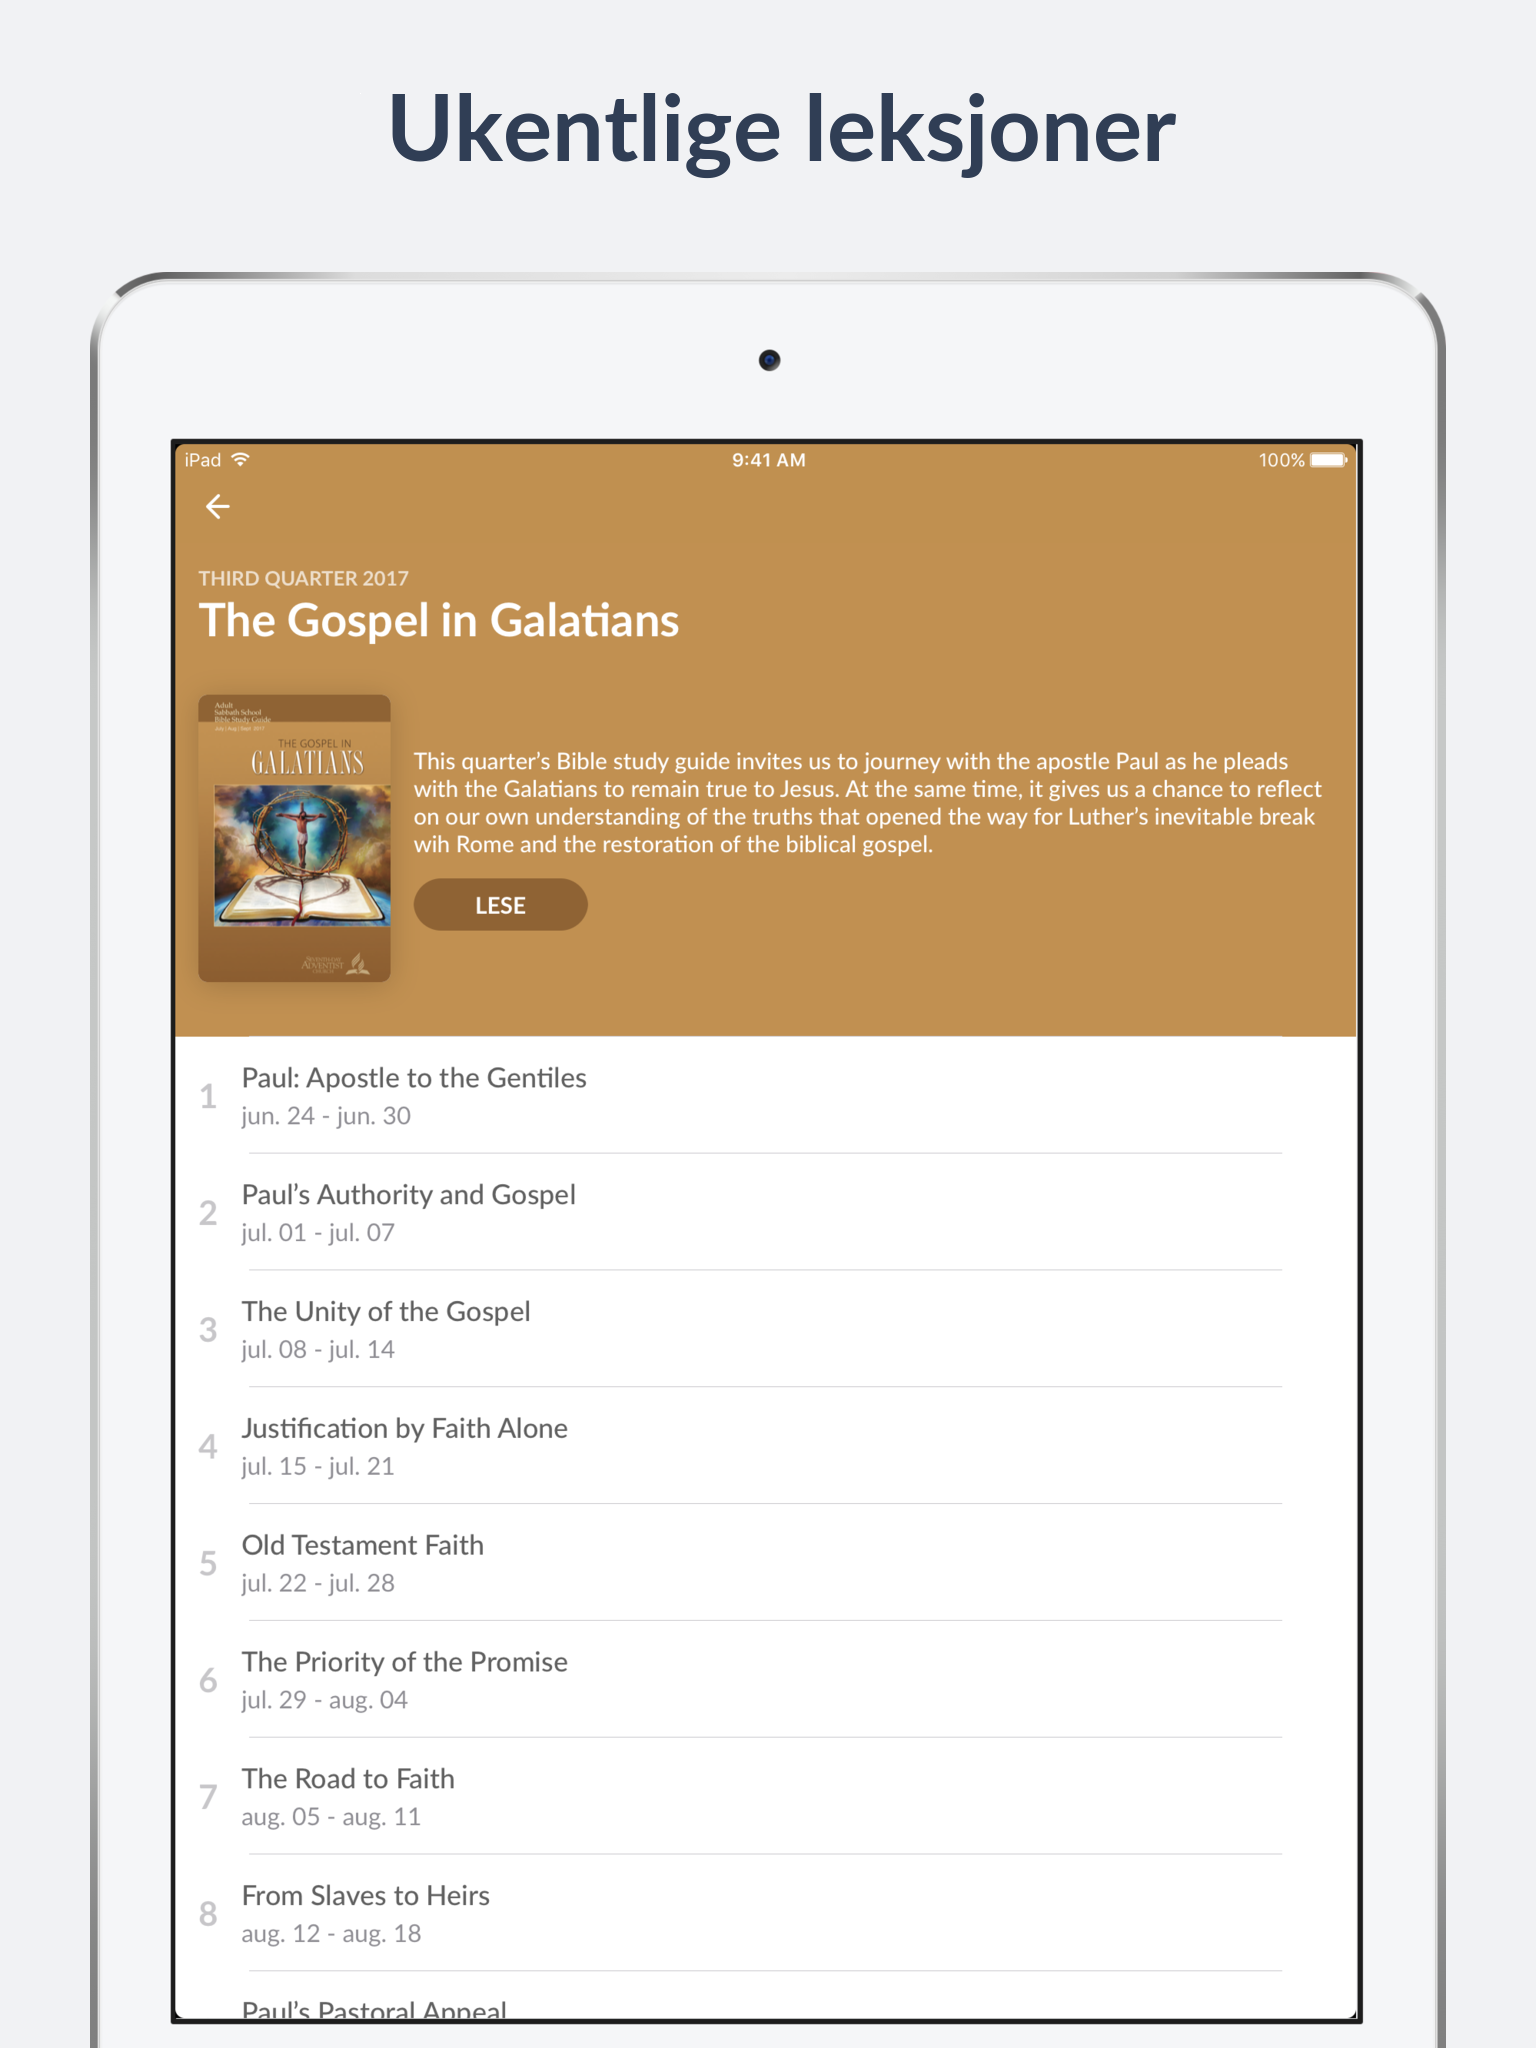 Ukentlige leksjoner
iPad
9:41 AM
100%
THIRD QUARTER 2017
The Gospel in Galatians
Adult
Sabbath School
Bible Study Guide
July | Aug | Sept 2017
THE GOSPEL IN
GALATIANS
SEVENTH-DAY
ADVENTIST
CHURCH
This quarter’s Bible study guide invites us to journey with the apostle Paul as he pleads
with the Galatians to remain true to Jesus. At the same time, it gives us a chance to reflect
on our own understanding of the truths that opened the way for Luther’s inevitable break
wih Rome and the restoration of the biblical gospel.
LESE
1
Paul: Apostle to the Gentiles
jun. 24 - jun. 30
2
Paul’s Authority and Gospel
jul. 01 - jul. 07
3
The Unity of the Gospel
jul. 08 - jul. 14
4
Justification by Faith Alone
jul. 15 - jul. 21
5
Old Testament Faith
jul. 22 - jul. 28
6
The Priority of the Promise
jul. 29 - aug. 04
7
The Road to Faith
aug. 05 - aug. 11
8
From Slaves to Heirs
aug. 12 - aug. 18
Paul’s Pastoral Appeal